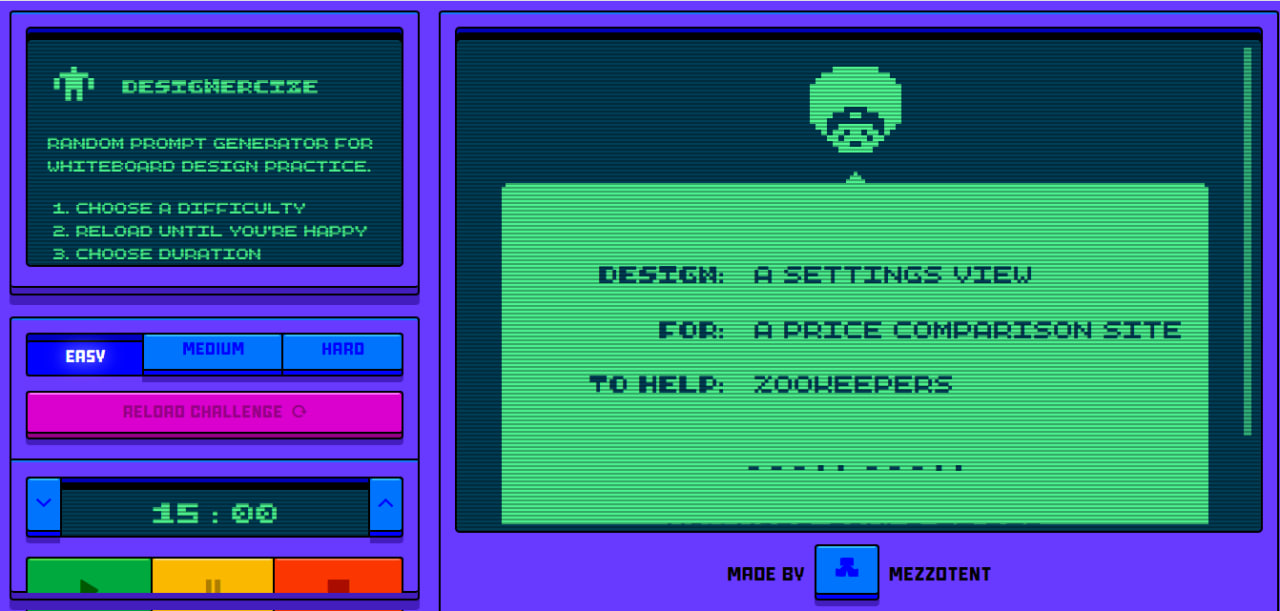 DESIGNERCIZE
RANDOM PROMPT GENERATOR FOR
WHITEBOARD DESIGN PRACTICE.
1. CHOOSE A DIFFICULTY
2. RELOAD UNTIL YOU'RE HAPPY
3. CHOOSE DURATION
EASY
MEDIUM
HARD
RELOAD CHALLENGE
15:00
DESIGN: A SETTINGS VIEW
FOR: A PRICE COMPARISON SITE
TO HELP: ZOOKEEPERS
MADE BY
MEZZOTENT